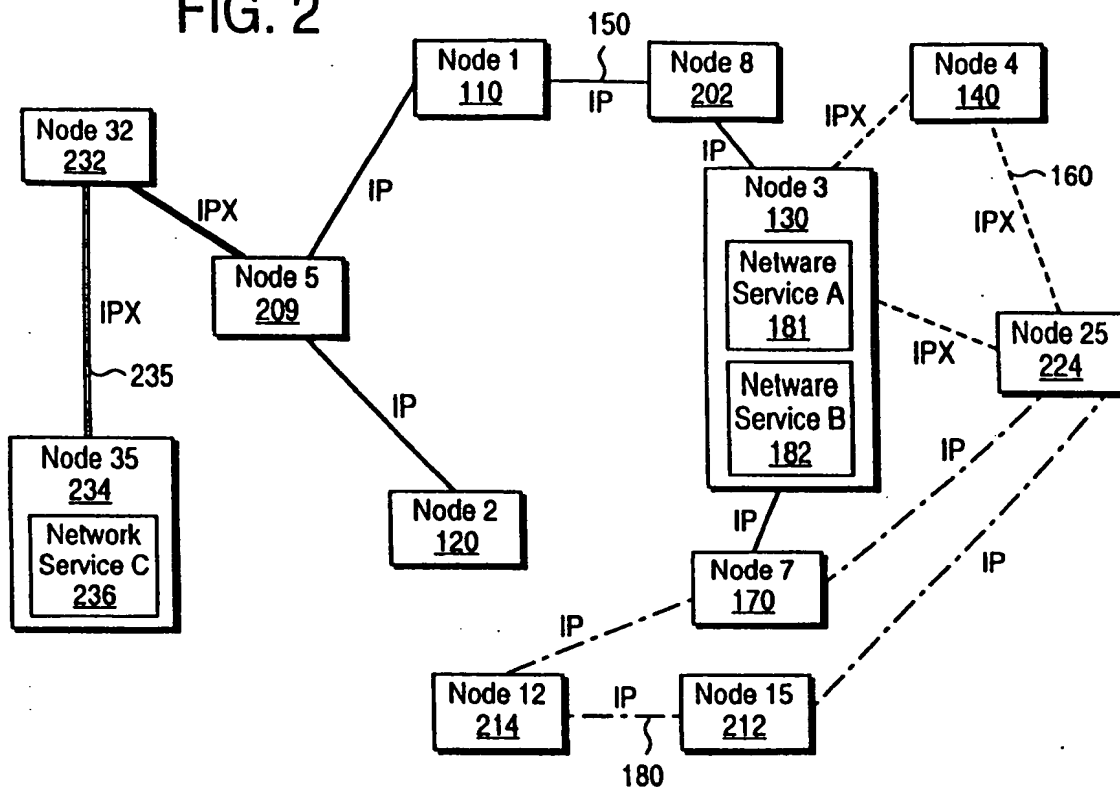 FIG. 2
150
Node 1
110
IP
Node 8
202
Node 4
140
Node 32
232
IPX
IP
IP
IPX
160
IPX
Node 3
130
Netware
Service A
181
Netware
Service B
182
Node 5
209
IPX
235
IPX
Node 25
224
IP
Node 35
234
Network
Service C
236
Node 2
120
IP
IP
IP
Node 7
170
IP
Node 12
214
IP
Node 15
212
180